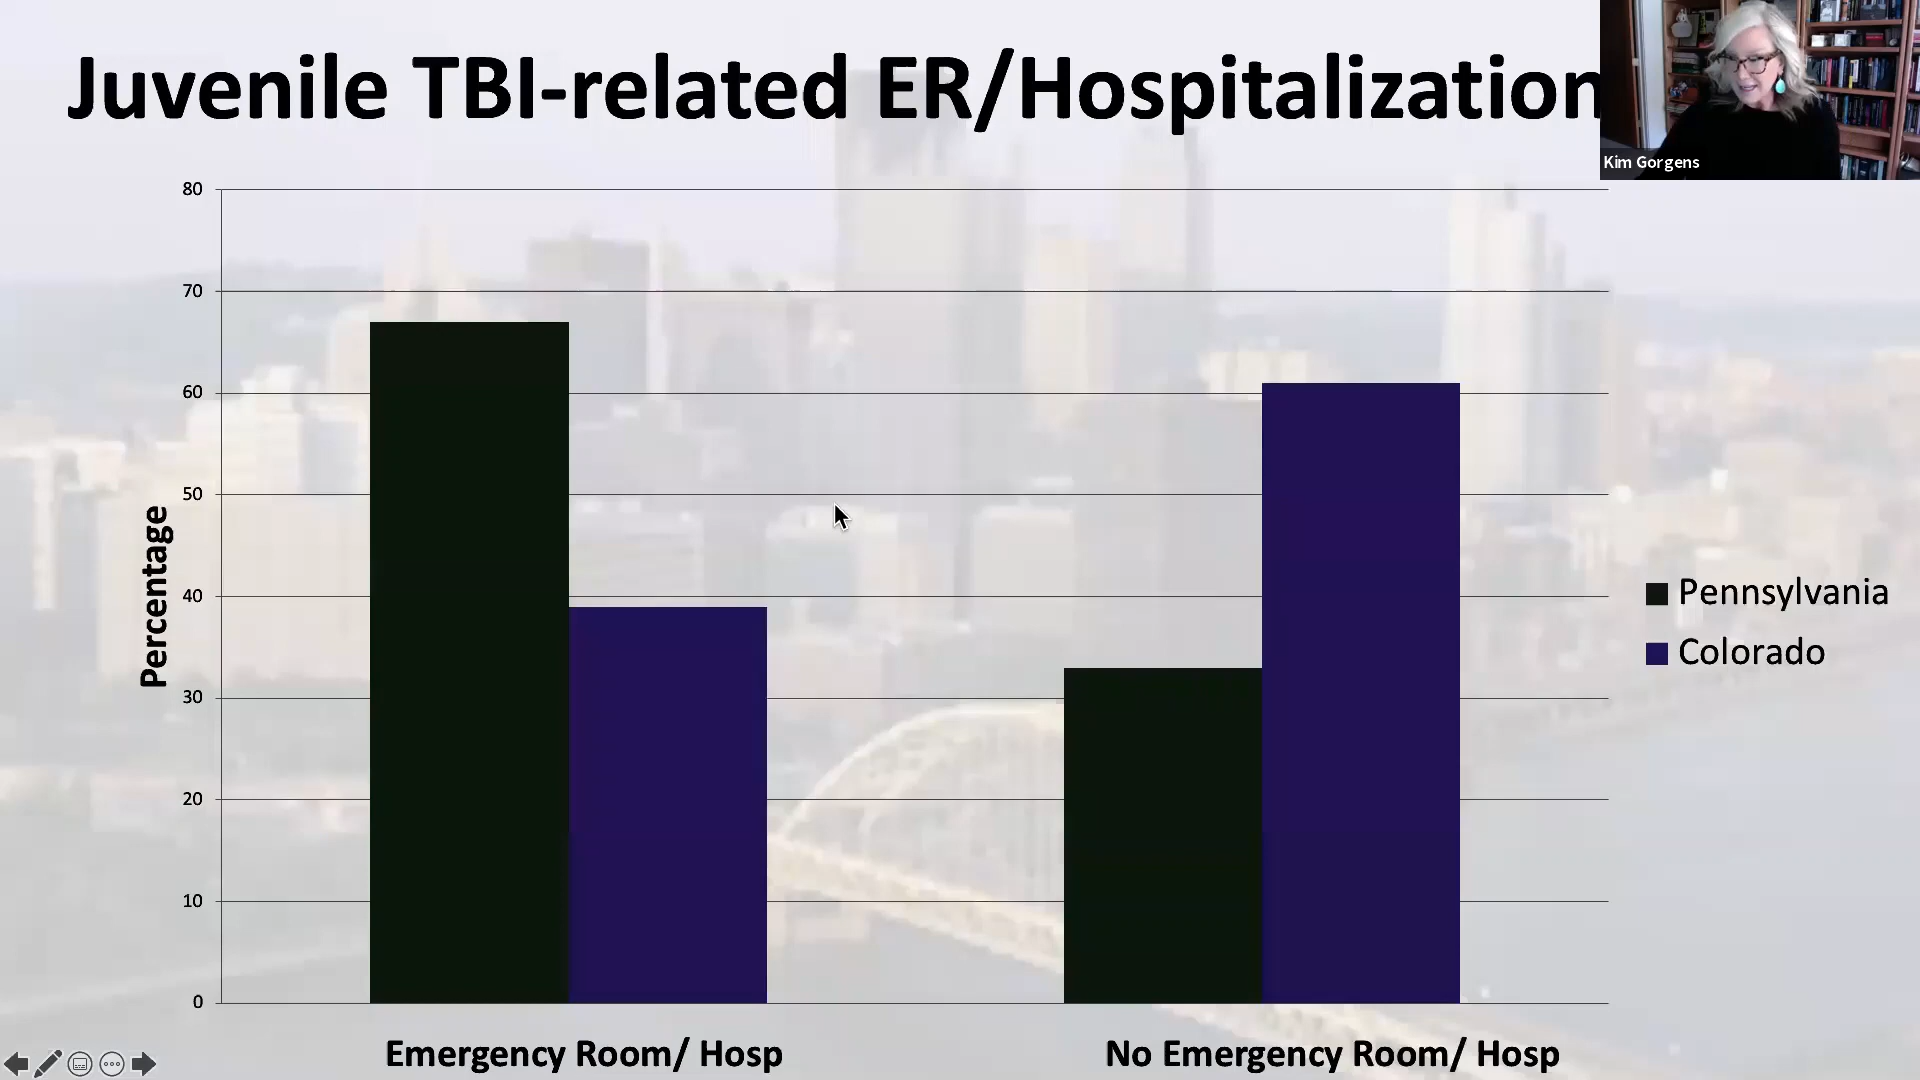 Juvenile TBI-related ER/Hospitalization
Kim Gorgens
80
70
60
50
40
30
20
10
0
Percentage
Pennsylvania
Colorado
Emergency Room/ Hosp
No Emergency Room/ Hosp